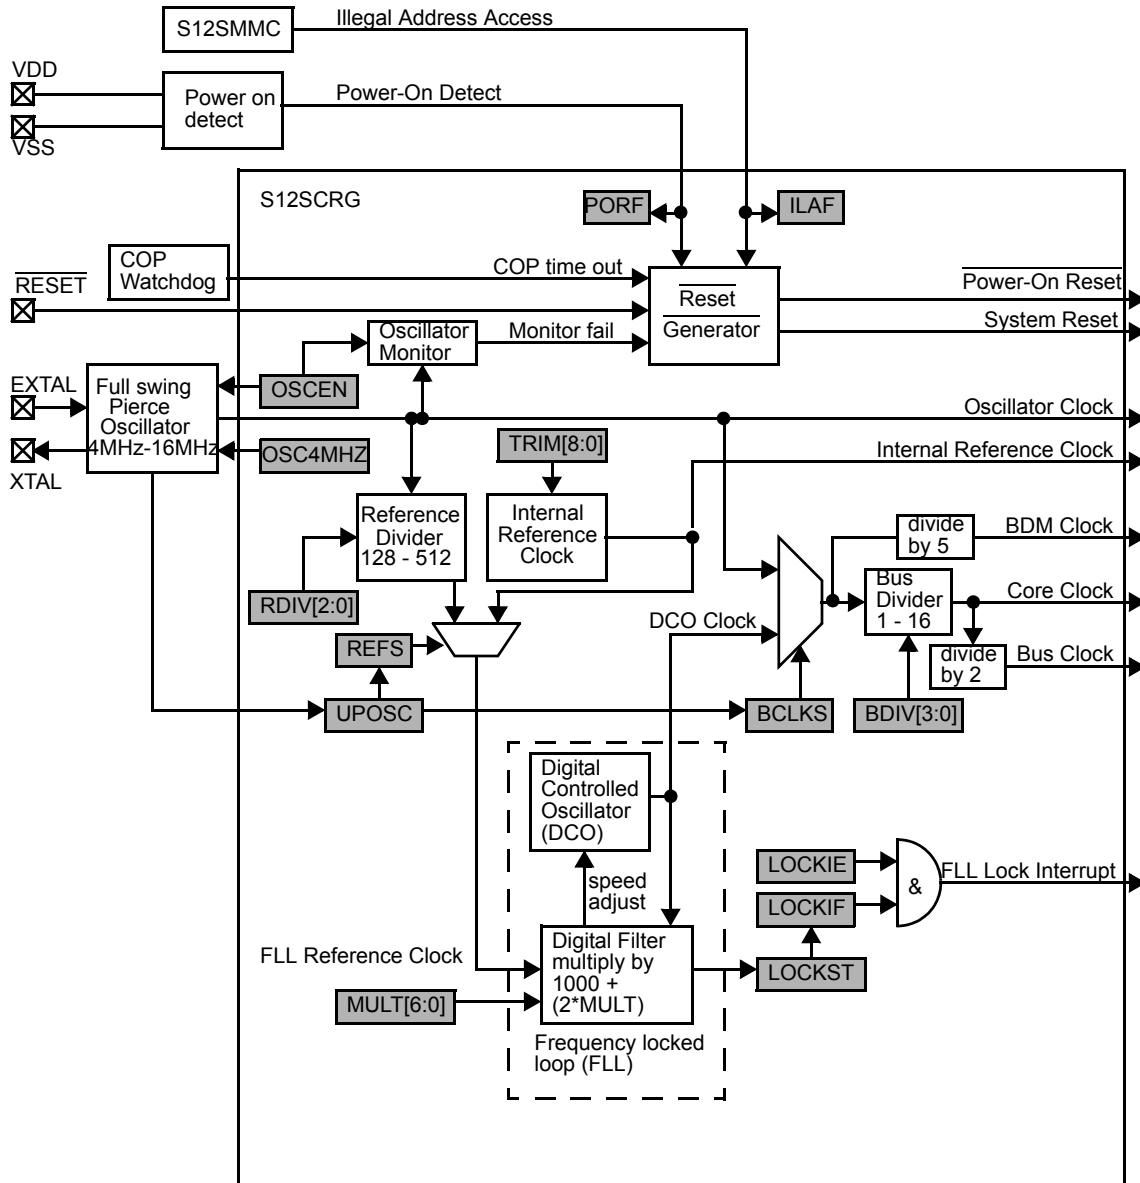 S12SMMC
Illegal Address Access
VDD
VSS
Power on
detect
Power-On Detect
S12SCRG
PORF
ILAF
COP
Watchdog
COP time out
RESET
Reset
Generator
Power-On Reset
System Reset
Oscillator
Monitor
Monitor fail
OSCEN
EXTAL
XTAL
Full swing
Pierce
Oscillator
4MHz-16MHz
OSC4MHZ
Oscillator Clock
TRIM[8:0]
Internal Reference Clock
Reference
Divider
128 - 512
Internal
Reference
Clock
RDIV[2:0]
REFS
UPOSC
DCO Clock
divide
by 5
BDM Clock
Bus
Divider
1 - 16
Core Clock
divide
by 2
Bus Clock
BCLKS
BDIV[3:0]
Digital
Controlled
Oscillator
(DCO)
speed
adjust
LOCKIE
LOCKIF
&
FLL Lock Interrupt
LOCKST
FLL Reference Clock
MULT[6:0]
Digital Filter
multiply by
1000 +
(2*MULT)
Frequency locked
loop (FLL)